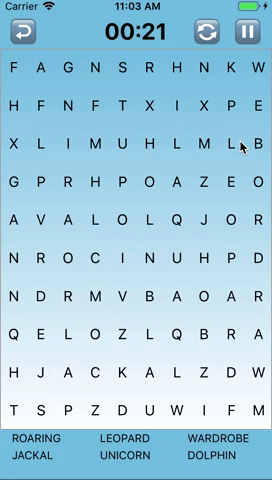 Carrier 11:03 AM
00:21
F A G N S R H N K W
H F N F T X I X P E
X L I M U H L M L B
G P R H P O A Z E O
A V A L O L Q J O R
N R O C I N U H P D
N D R M V B A O A R
Q E L O Z L Q B R A
H J A C K A L Z D W
T S P Z D U W I F M
ROARING LEOPARD WARDROBE
JACKAL UNICORN DOLPHIN